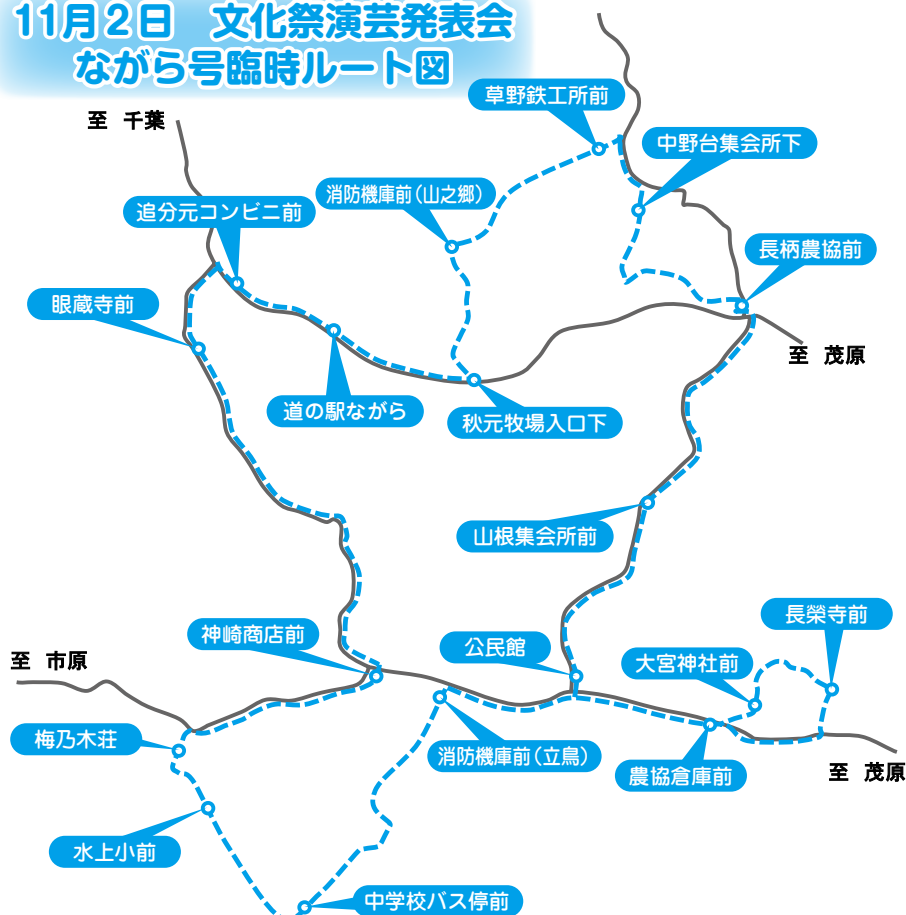 11月２日　文化祭演芸発表会
ながら号臨時ルート図
草野鉄工所前
至　千葉
中野台集会所下
消防機庫前（山之郷）
追分元コンビニ前
長柄農協前
眼蔵寺前
至　茂原
道の駅ながら
秋元牧場入口下
山根集会所前
長榮寺前
神崎商店前
公民館
大宮神社前
至　市原
梅乃木荘
消防機庫前（立鳥）
農協倉庫前
至　茂原
水上小前
中学校バス停前